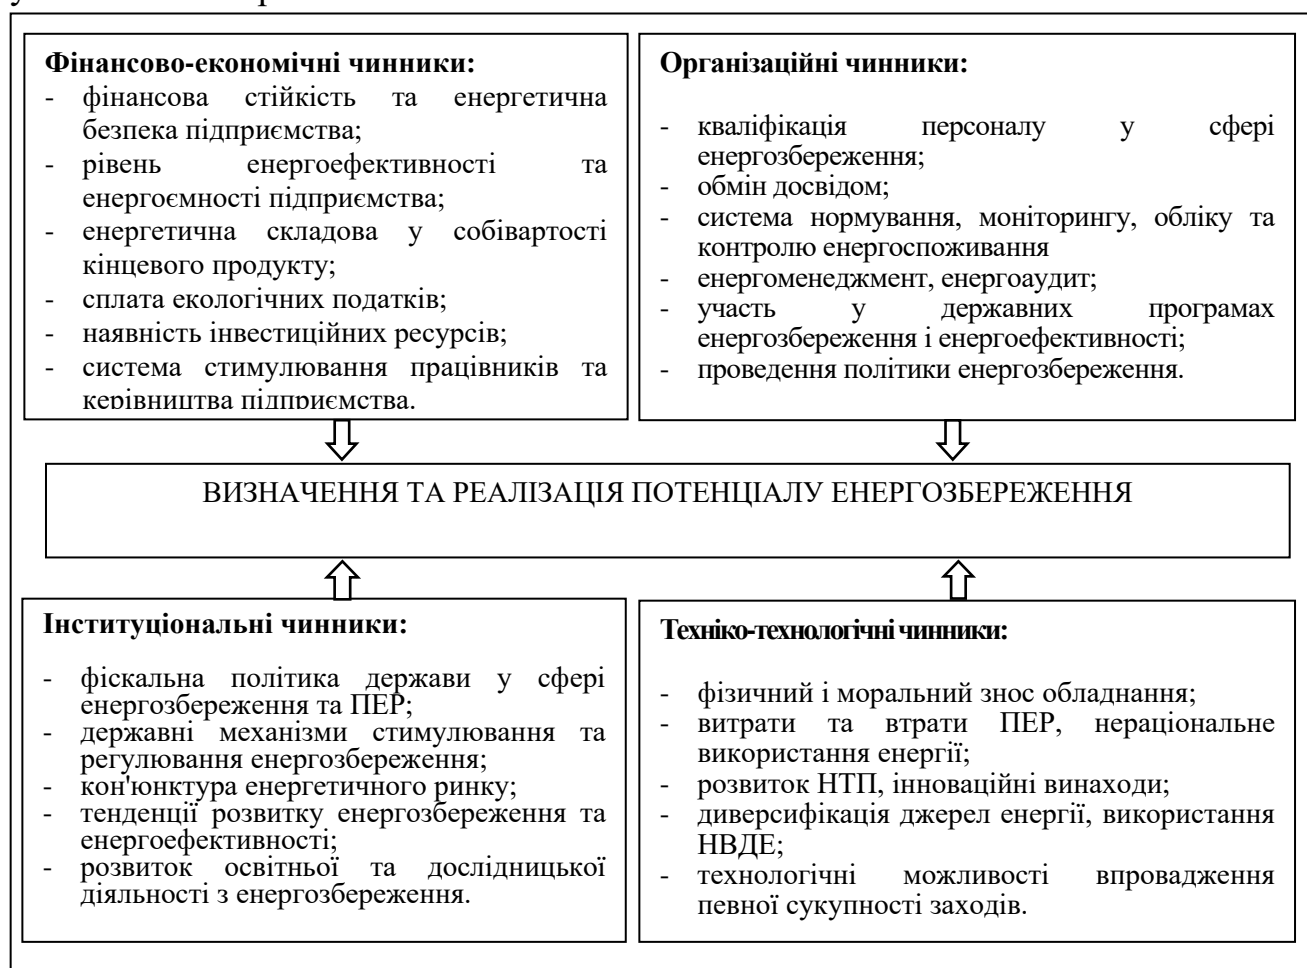 Фінансово-економічні чинники:
- фінансова стійкість та енергетична
безпека підприємства;
- рівень енергоефективності та
енергоємності підприємства;
- енергетична складова у собівартості
кінцевого продукту;
- сплата екологічних податків;
- наявність інвестиційних ресурсів;
- система стимулювання працівників та
керівництва підприємства.
Організаційні чинники:
- кваліфікація персоналу у сфері
енергозбереження;
- обмін досвідом;
- система нормування, моніторингу, обліку та
контролю енергоспоживання
- енергоменеджмент, енергоаудит;
- участь у державних програмах
енергозбереження і енергоефективності;
- проведення політики енергозбереження.
ВИЗНАЧЕННЯ ТА РЕАЛІЗАЦІЯ ПОТЕНЦІАЛУ ЕНЕРГОЗБЕРЕЖЕННЯ
Інституціональні чинники:
- фіскальна політика держави у сфері
енергозбереження та ПЕР;
- державні механізми стимулювання та
регулювання енергозбереження;
- кон'юнктура енергетичного ринку;
- тенденції розвитку енергозбереження та
енергоефективності;
- розвиток освітньої та дослідницької
діяльності з енергозбереження.
Техніко-технологічні чинники:
- фізичний і моральний знос обладнання;
- витрати та втрати ПЕР, нераціональне
використання енергії;
- розвиток НТП, інноваційні винаходи;
- диверсифікація джерел енергії, використання
НВДЕ;
- технологічні можливості впровадження
певної сукупності заходів.